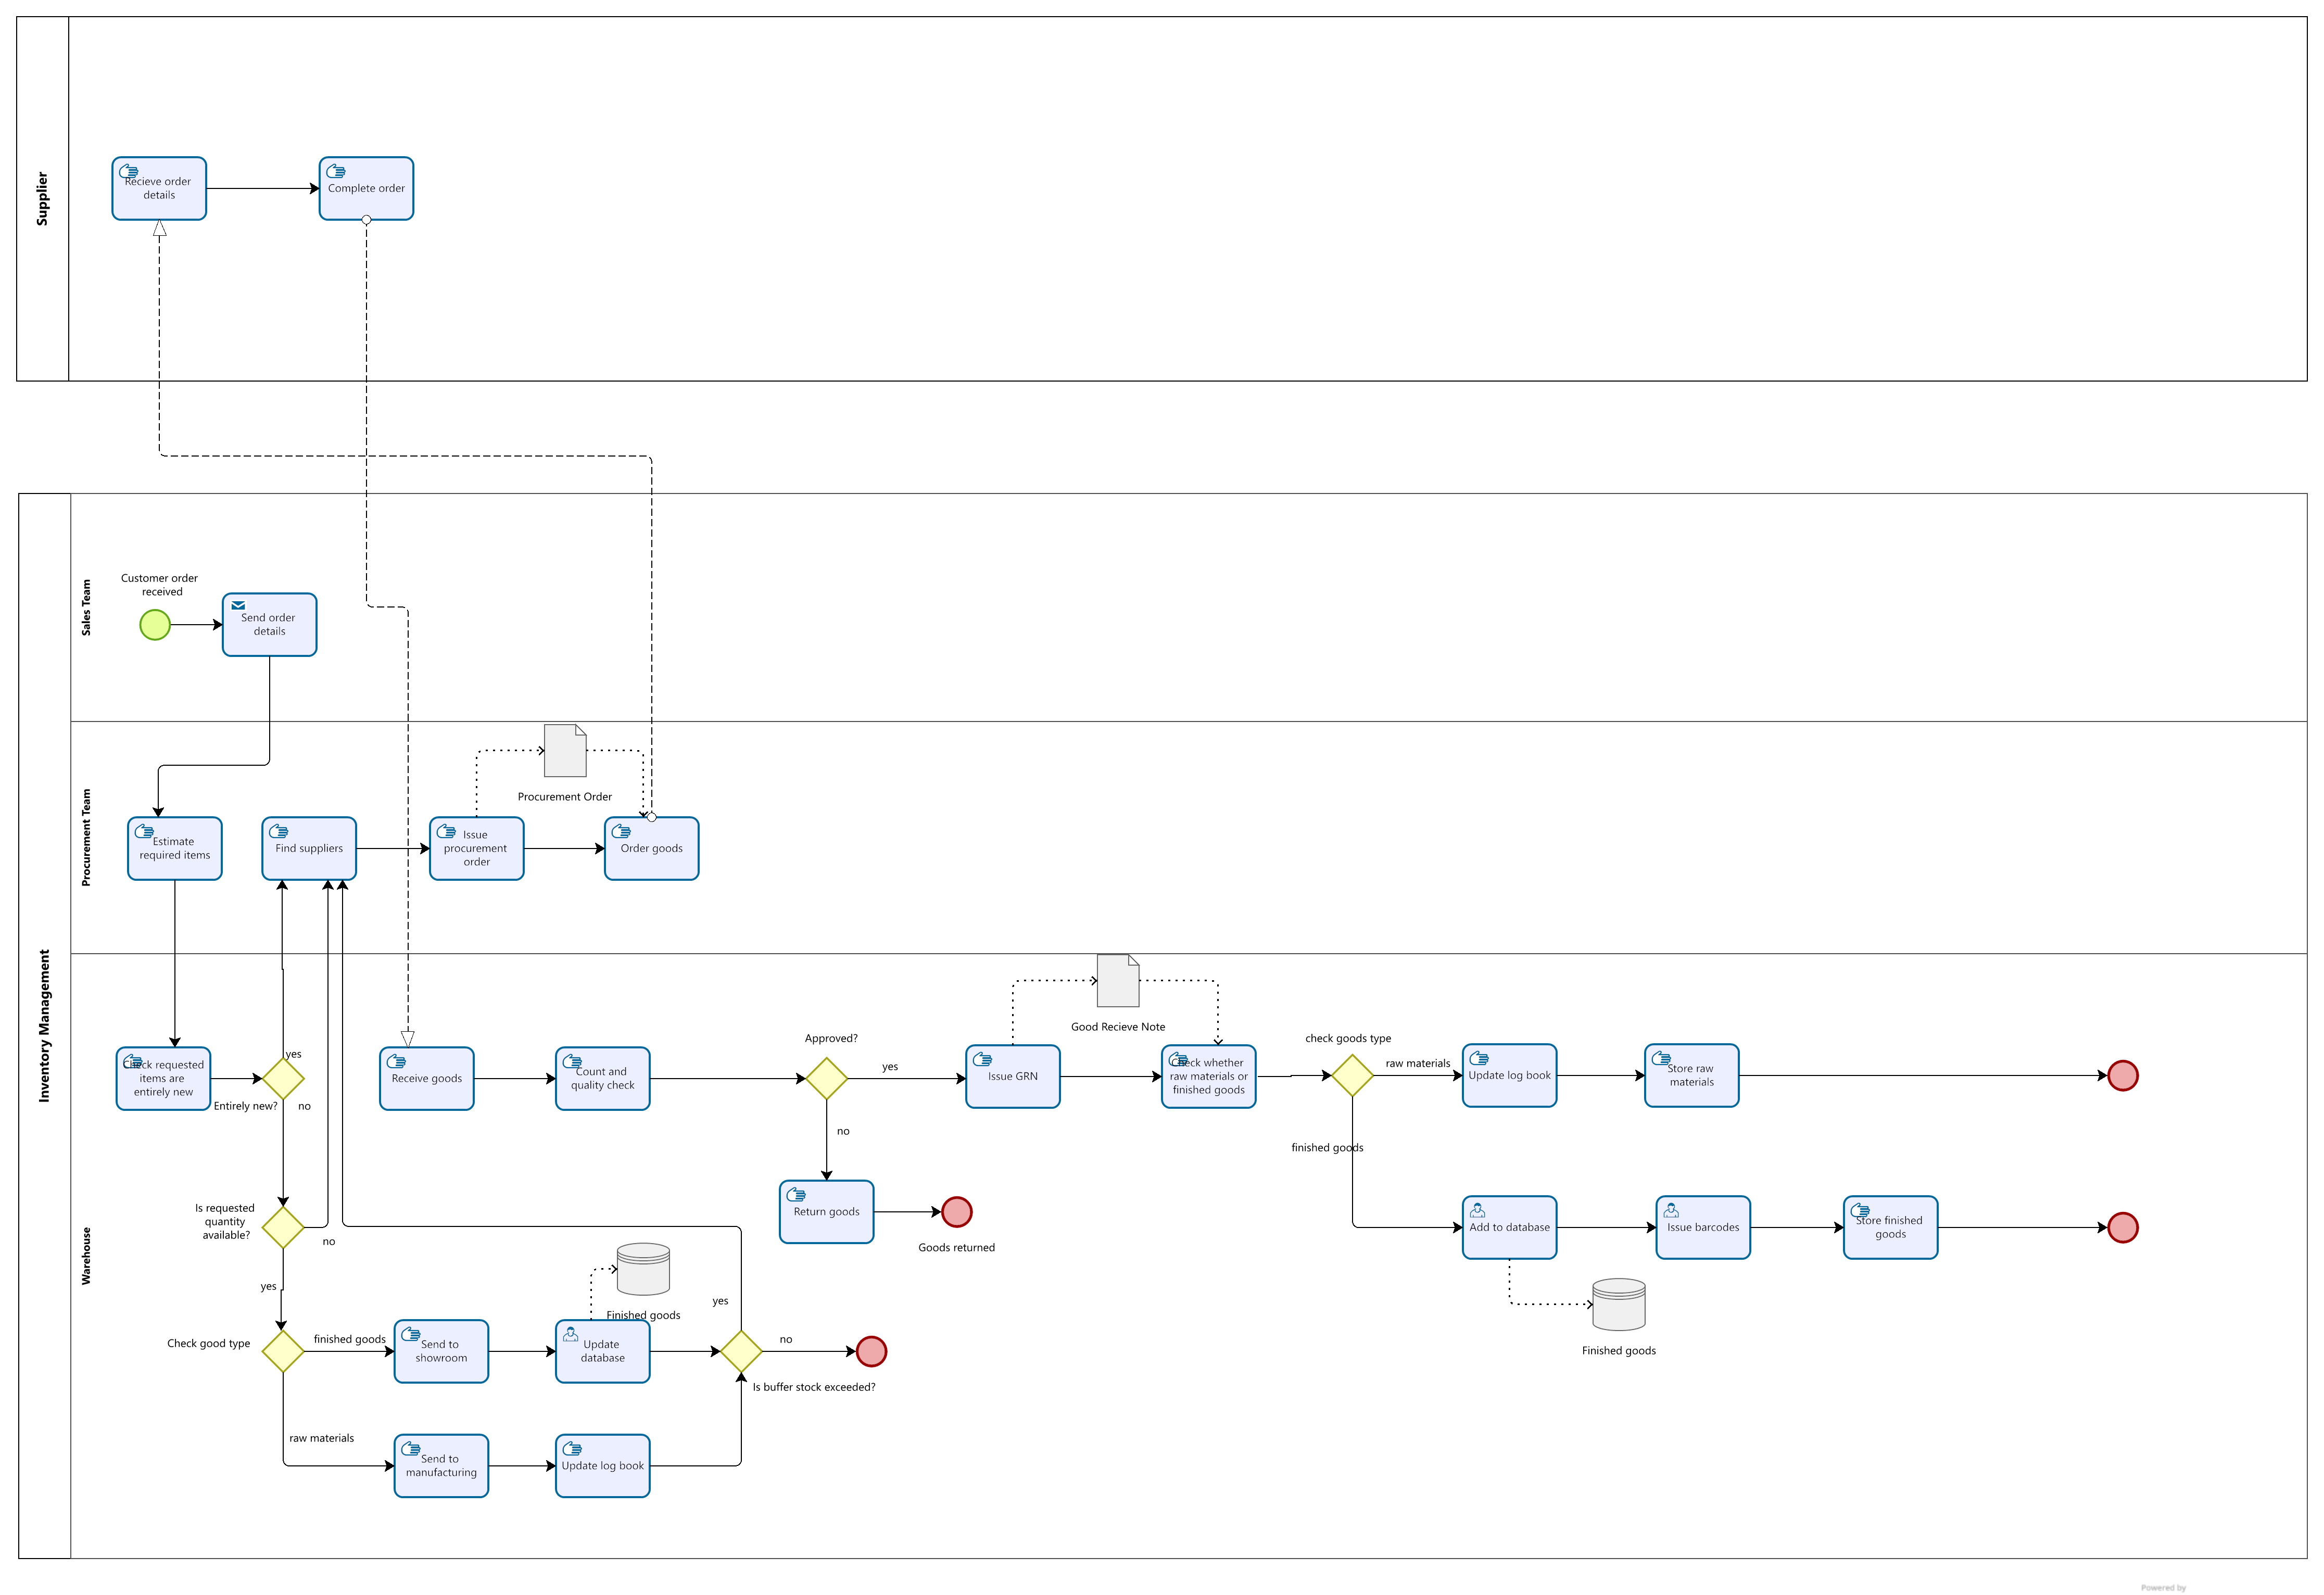 Supplier
Recieve order
details
Complete order
Inventory Management
Sales Team
Customer order
received
Send order
details
Procurement Team
Procurement Order
Estimate
required items
Find suppliers
Issue
procurement
order
Order goods
Warehouse
Good Recieve Note
Check requested
items are
entirely new
yes
Entirely new?
no
Receive goods
Count and
quality check
Approved?
yes
no
Issue GRN
Check whether
raw materials or
finished goods
check goods type
raw materials
Update log book
Store raw
materials
finished goods
Is requested
quantity
available?
no
yes
Return goods
Goods returned
Add to database
Issue barcodes
Store finished
goods
Finished goods
Finished goods
Check good type
finished goods
Send to
showroom
Update
database
yes
no
Is buffer stock exceeded?
raw materials
Send to
manufacturing
Update log book
Powered by